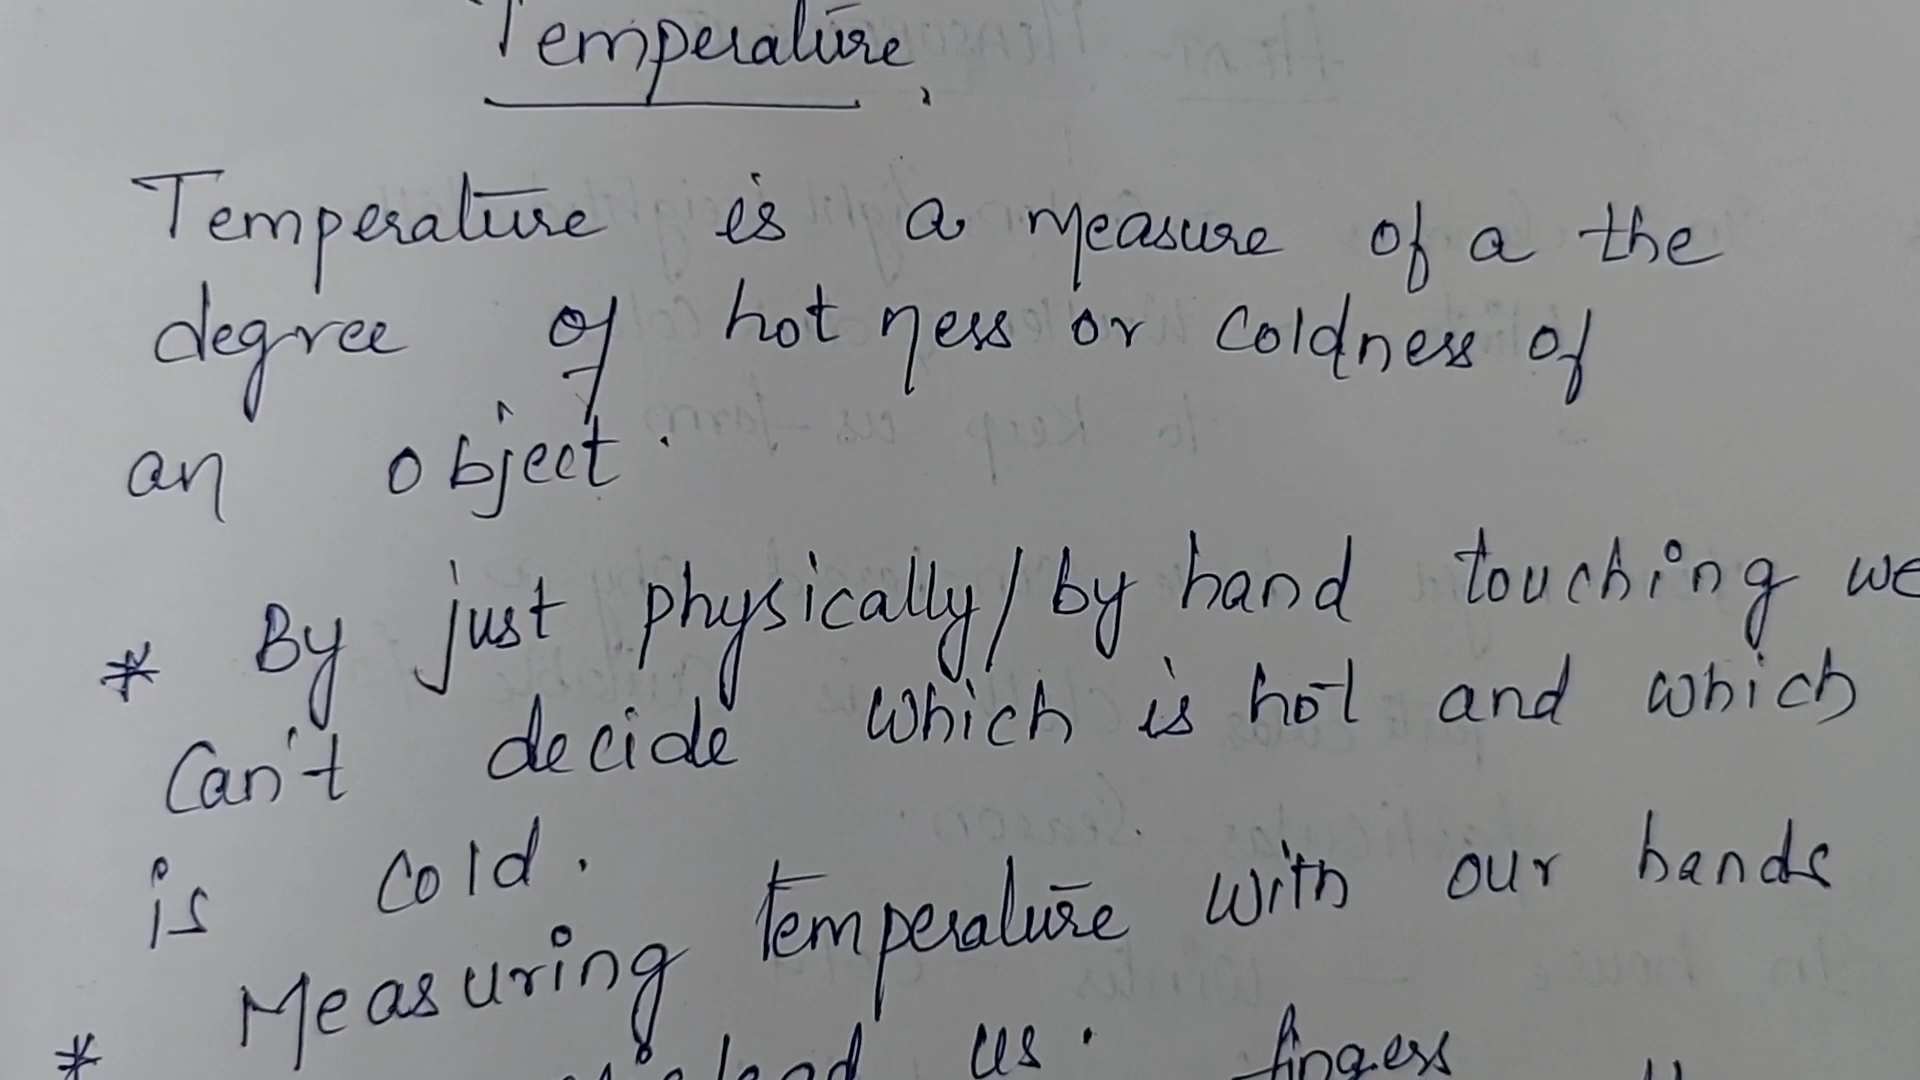 Temperature.
Temperature is a measure of a the
degree of hot ness or coldness of
an object.
* By just physically/by hand touching we
can't decide which is hot and which
is cold.
* Measuring temperature with our hands
us. fingers